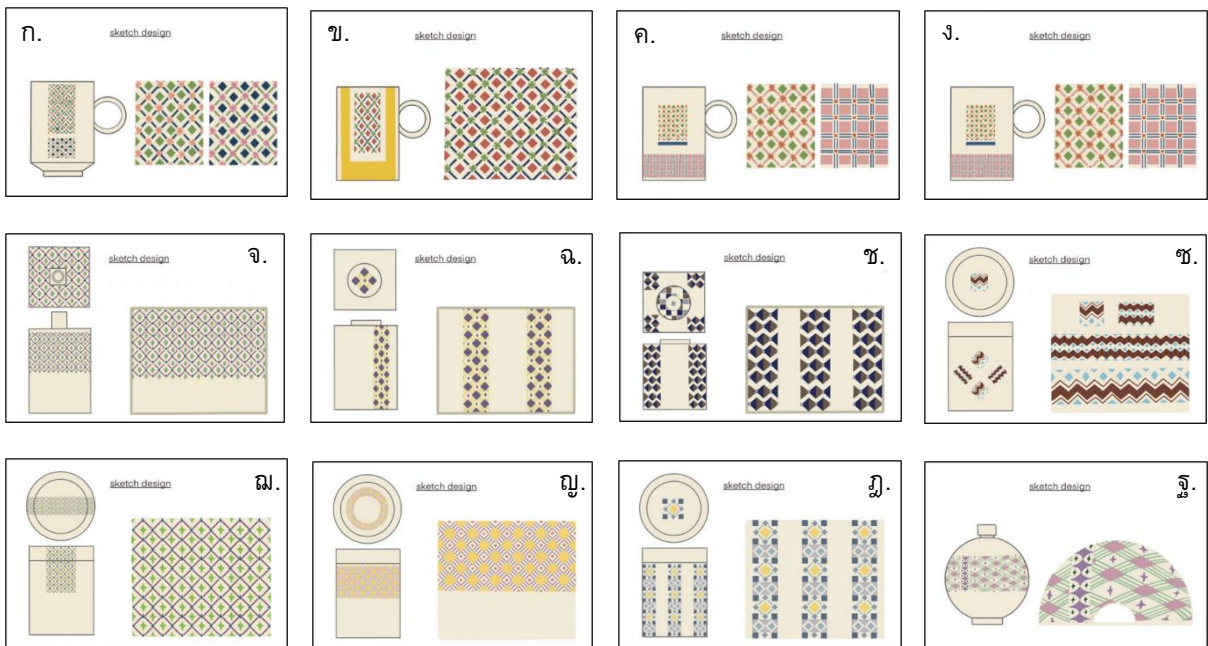 ก. sketch design
ข. sketch design
ค. sketch design
ง. sketch design
sketch design จ.
sketch design ฉ.
sketch design ช.
sketch design ซ.
sketch design ฌ.
sketch design ญ.
sketch design ฎ.
sketch design ฐ.